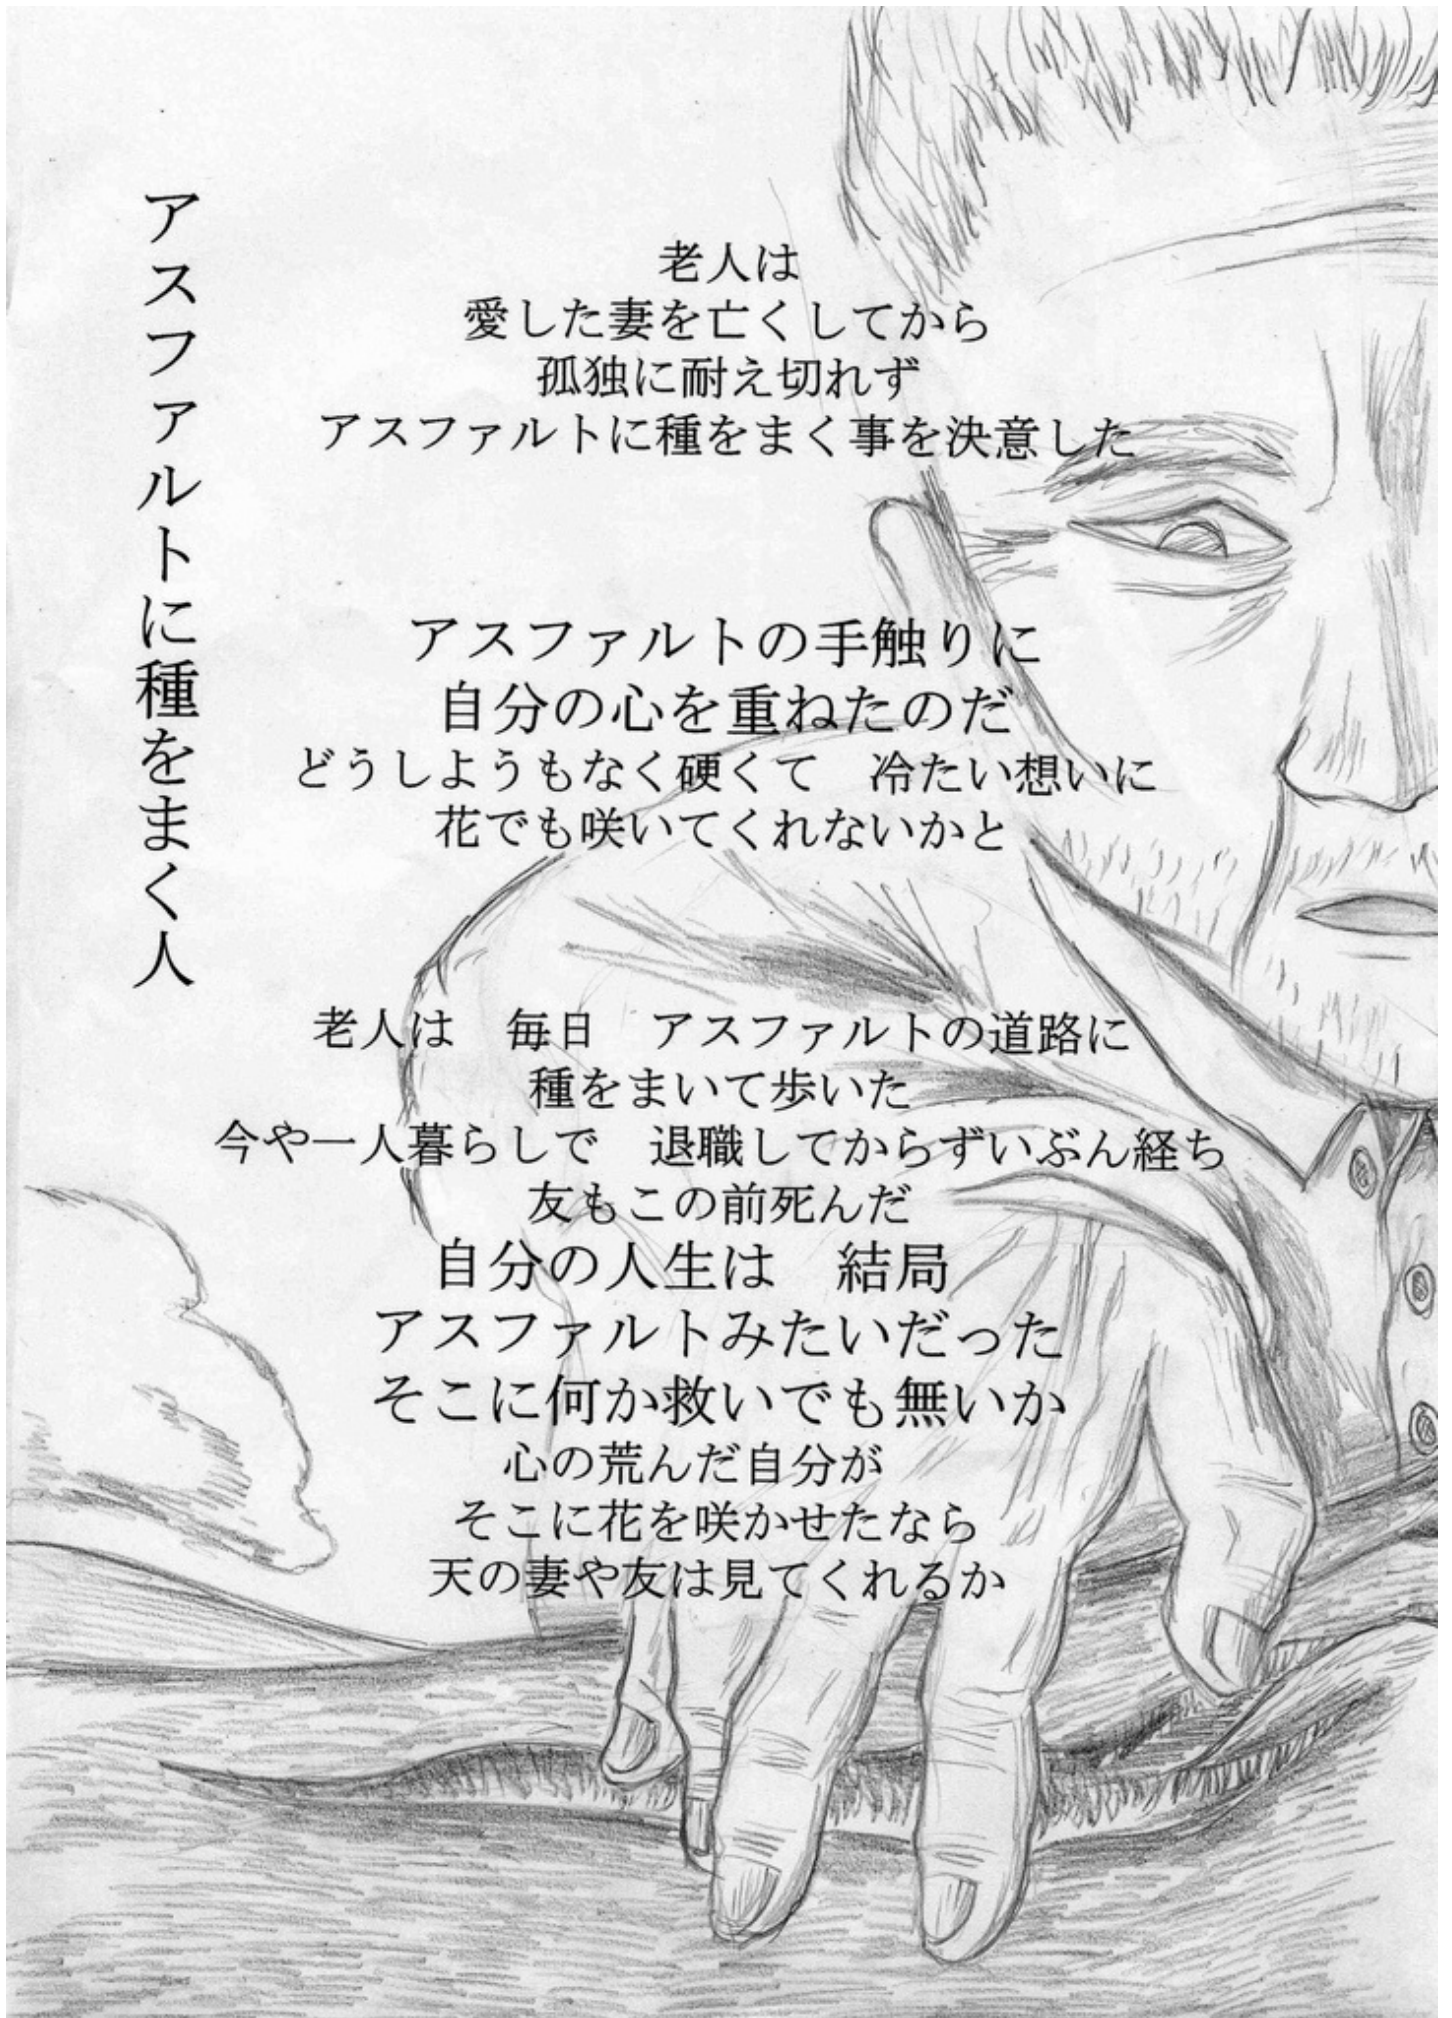 アスファルトに種をまく人
老人は
愛した妻を亡くしてから
孤独に耐え切れず
アスファルトに種をまく事を決意した
アスファルトの手触りに
自分の心を重ねたのだ
どうしようもなく硬くて　冷たい想いに
花でも咲いてくれないかと
老人は　毎日　アスファルトの道路に
種をまいて歩いた
今や一人暮らしで　退職してからずいぶん経ち
友もこの前死んだ
自分の人生は　結局
アスファルトみたいだった
そこに何か救いでも無いか
心の荒んだ自分が
そこに花を咲かせたなら
天の妻や友は見てくれるか